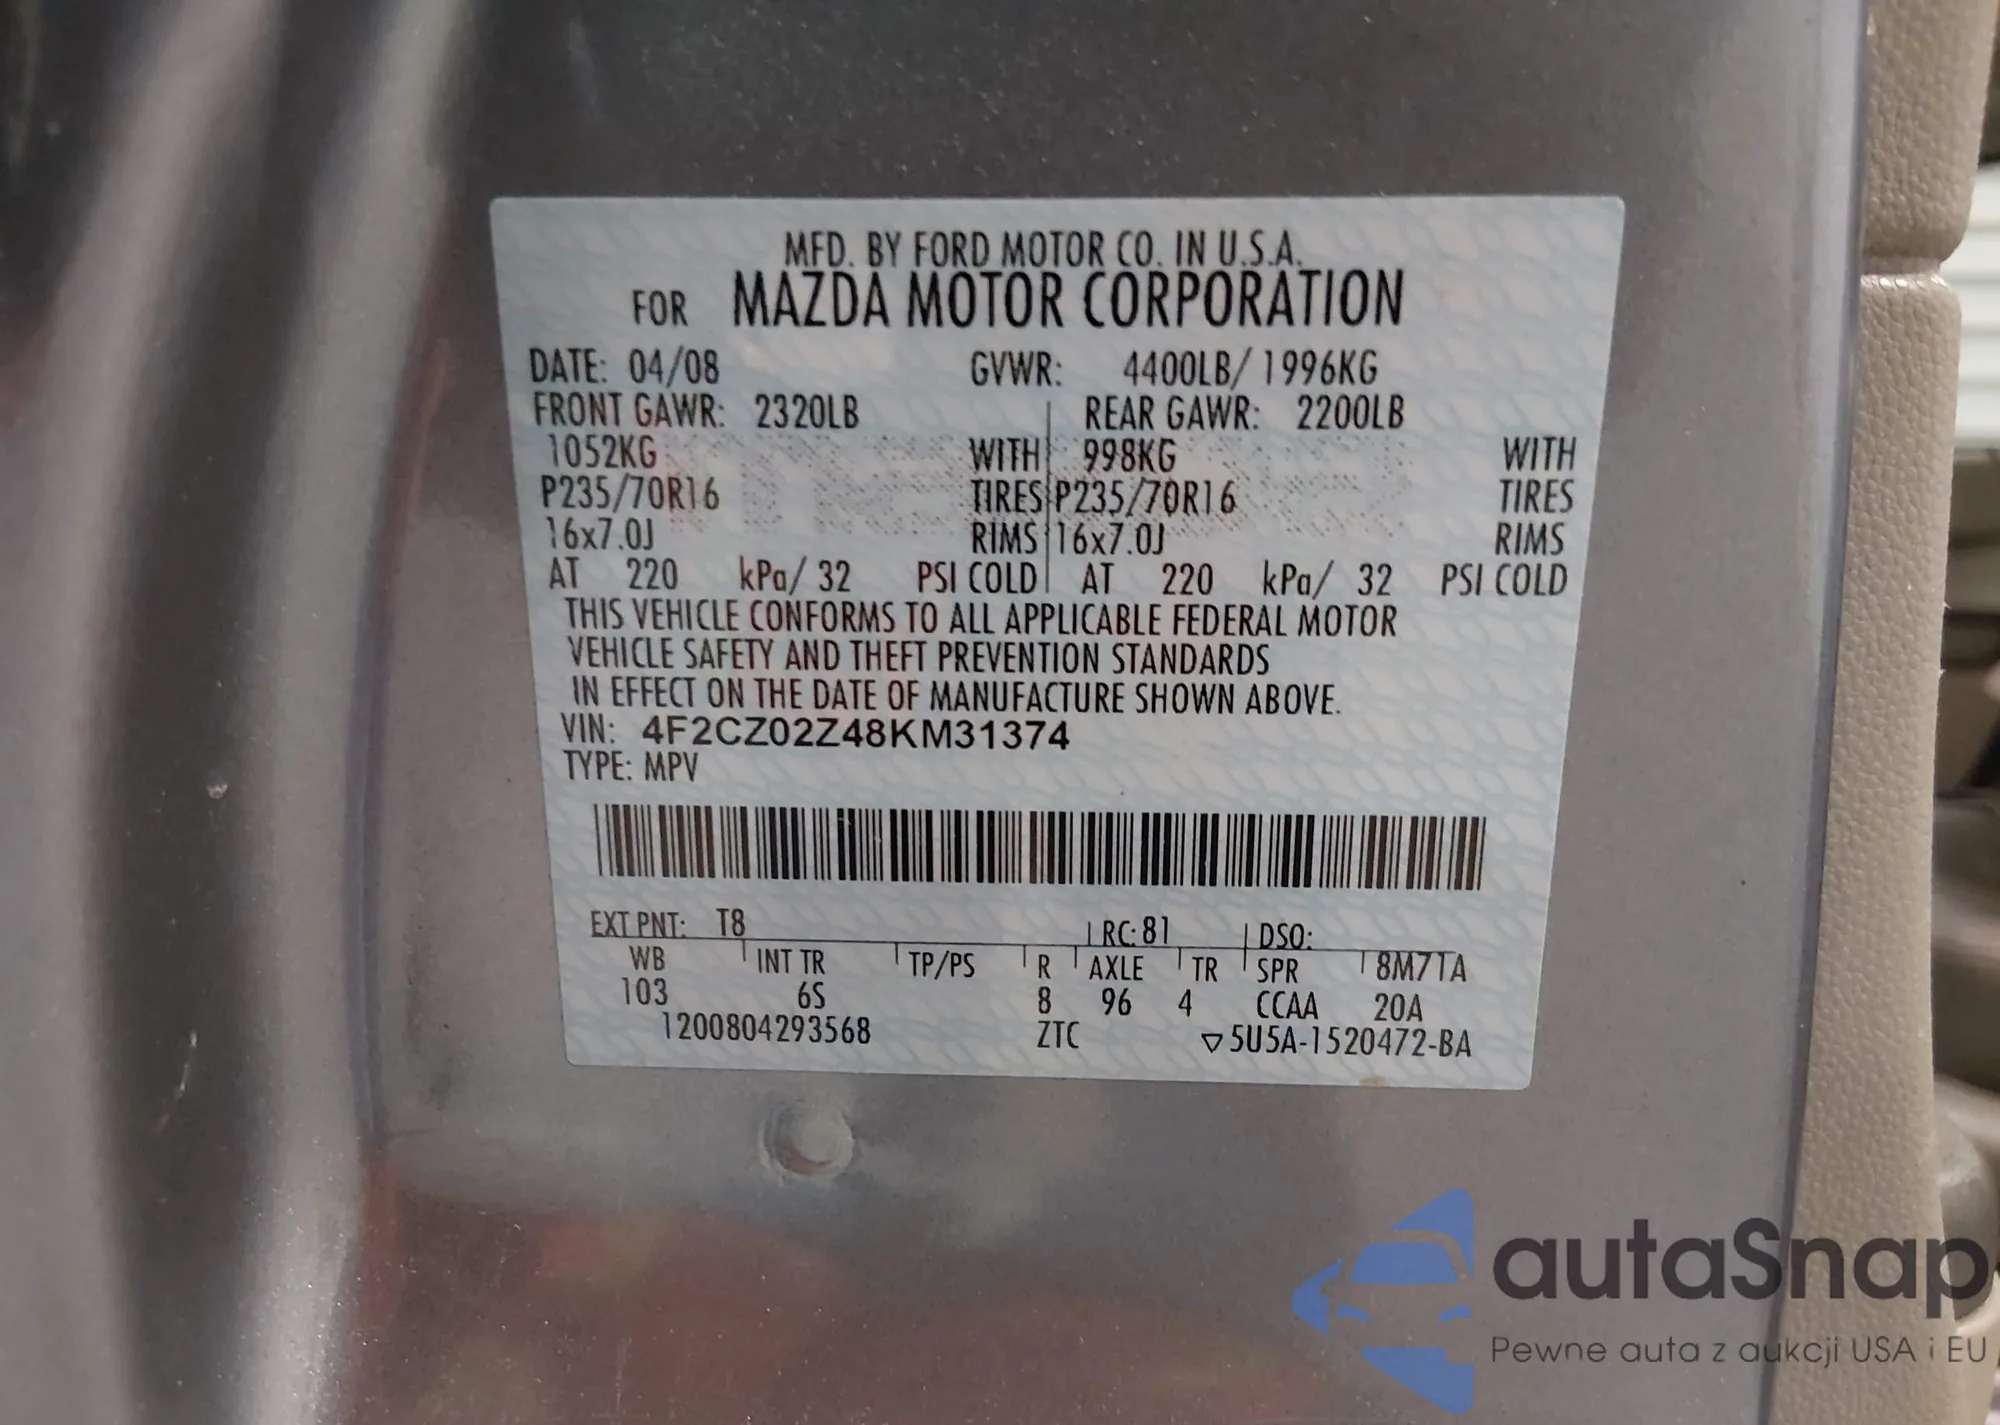 MFD. BY FORD MOTOR CO. IN U.S.A.
FOR MAZDA MOTOR CORPORATION
DATE: 04/08 GVWR: 4400LB/ 1996KG
FRONT GAWR: 2320LB REAR GAWR: 2200LB
1052KG WITH 998KG WITH
P235/70R16 TIRES P235/70R16 TIRES
16x7.0J RIMS 16x7.0J RIMS
AT 220 kPa/ 32 PSI COLD AT 220 kPa/ 32 PSI COLD
THIS VEHICLE CONFORMS TO ALL APPLICABLE FEDERAL MOTOR
VEHICLE SAFETY AND THEFT PREVENTION STANDARDS
IN EFFECT ON THE DATE OF MANUFACTURE SHOWN ABOVE.
VIN: 4F2CZ02Z48KM31374
TYPE: MPV
EXT PNT: T8 RC: 81 DSO:
WB INT TR TP/PS R AXLE TR SPR 8M7TA
103 6S 8 96 4 CCAA 20A
1200804293568 ZTC ▽5U5A-1520472-BA
autaSnap
Pewne auta z aukcji USA i EU